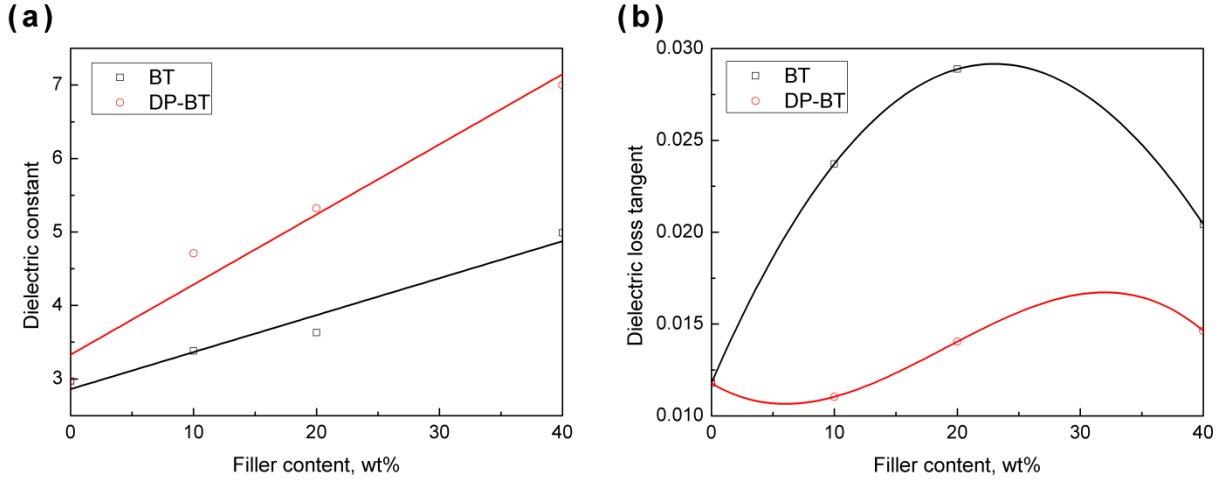 (a)
BT
DP-BT
7
6
5
4
3
Dielectric constant
0
10
20
30
40
Filler content, wt%
(b)
BT
DP-BT
0.030
0.025
0.020
0.015
0.010
Dielectric loss tangent
0
10
20
30
40
Filler content, wt%